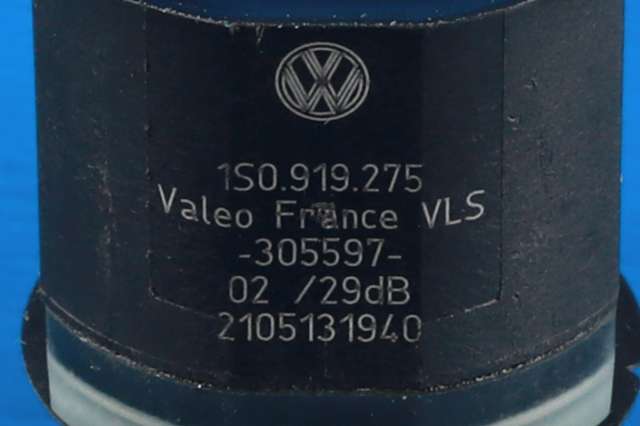 1S0.919.275
Valeo France VLS
-305597-
02 /29dB
2105131940